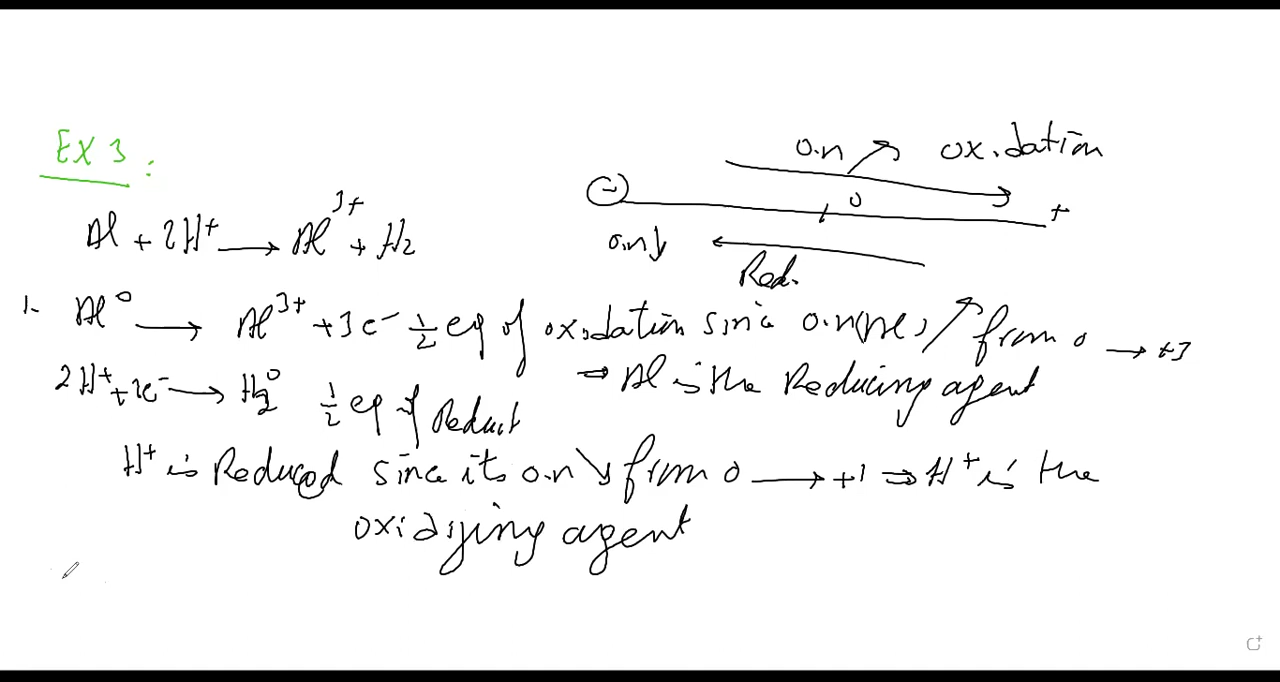 EX 3 :
o.n ↗ oxidation
⊖ 0 +
o.n ↓ Red.
Al + 2H⁺ → Al³⁺ + H₂
1- Al⁰ → Al³⁺ + 3e⁻ ½ eq of oxidation since o.n(Al) ↗ from 0 → +3
⇒ Al is the Reducing agent
2H⁺ + 2e⁻ → H₂⁰ ½ eq of Reduct
H⁺ is Reduced since its o.n ↘ from 0 → +1 ⇒ H⁺ is the
oxidizing agent